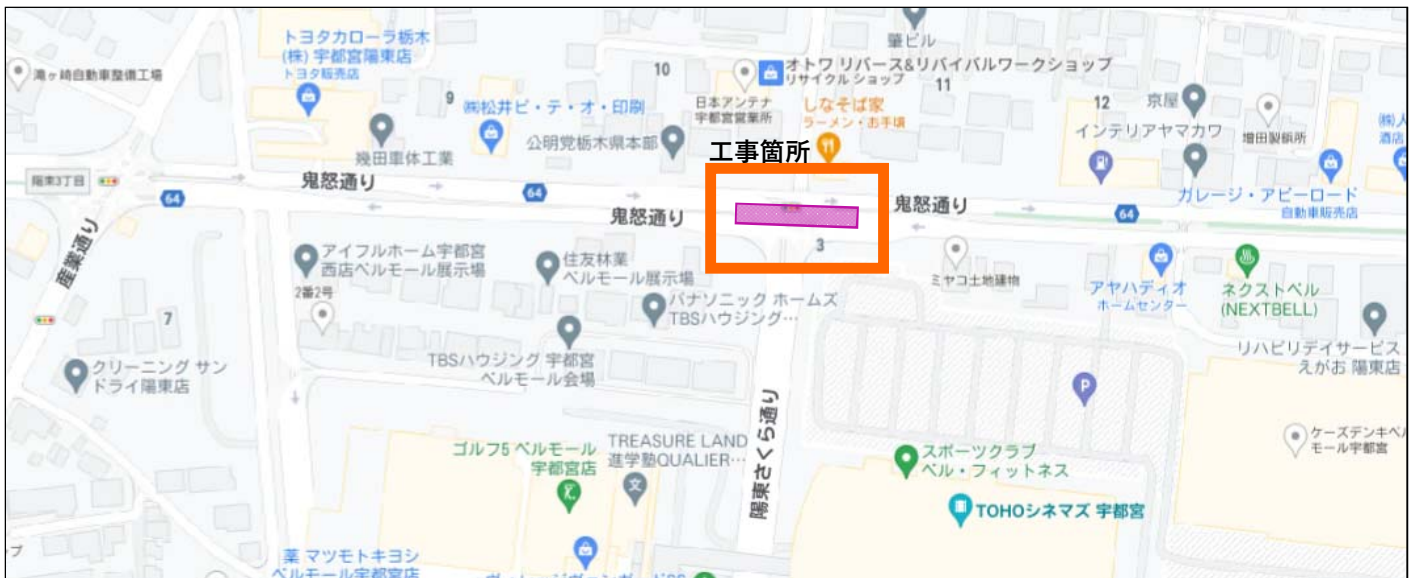 トヨタカローラ栃木
(株) 宇都宮陽東店
トヨタ販売店
滝ヶ崎自動車整備工場
9
㈱松井ピ・テ・オ・印刷
幾田車体工業
公明党栃木県本部
10
肇ビル
オトワ リバース&リバイバルワークショップ
リサイクル ショップ
11
日本アンテナ
宇都宮営業所
しなそば家
ラーメン・お手頃
12
京屋
インテリアヤマカワ
増田製餡所
(株)人
酒店
工事箇所
陽東3丁目
64
鬼怒通り
64
鬼怒通り
鬼怒通り
64
ガレージ・アビーロード
自動車販売店
産業通り
アイフルホーム宇都宮
西店ベルモール展示場
2番2号
住友林業
ベルモール展示場
3
ミヤコ土地建物
アヤハディオ
ホームセンター
ネクストベル
(NEXTBELL)
パナソニック ホームズ
TBSハウジング…
7
クリーニング サン
ドライ陽東店
TBSハウジング 宇都宮
ベルモール会場
リハビリデイサービス
えがお 陽東店
P
陽東さくら通り
ゴルフ5 ベルモール
宇都宮店
TREASURE LAND
進学塾QUALIER…
文
スポーツクラブ
ベル・フィットネス
ケーズデンキベル
モール宇都宮
TOHOシネマズ 宇都宮
薬 マツモトキヨシ
ベルモール宇都宮店